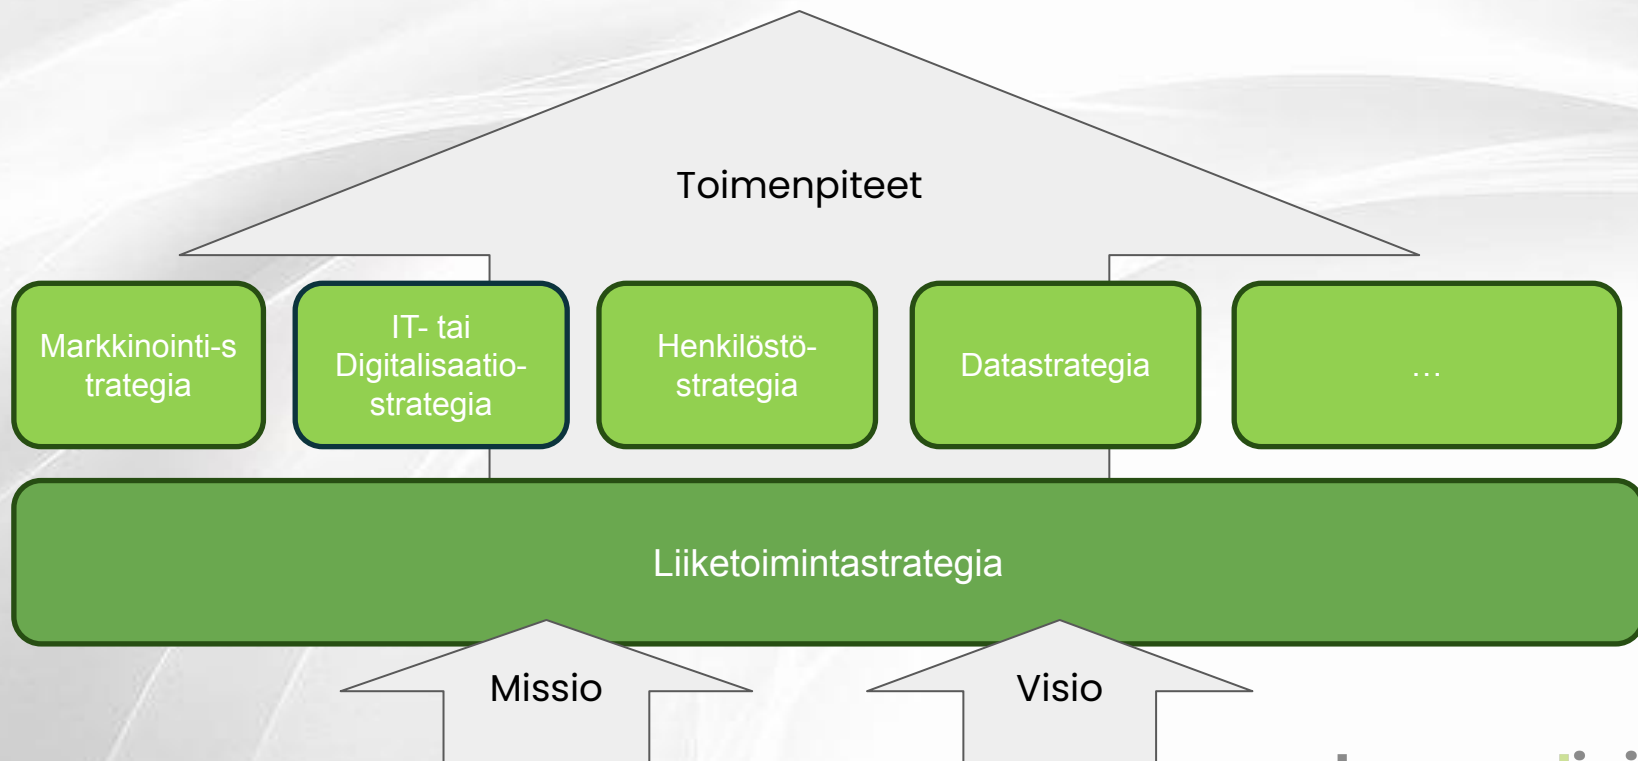 Toimenpiteet
Markkinointi-s
trategia
IT- tai
Digitalisaatio-
strategia
Henkilöstö-
strategia
Datastrategia
…
Liiketoimintastrategia
Missio
Visio